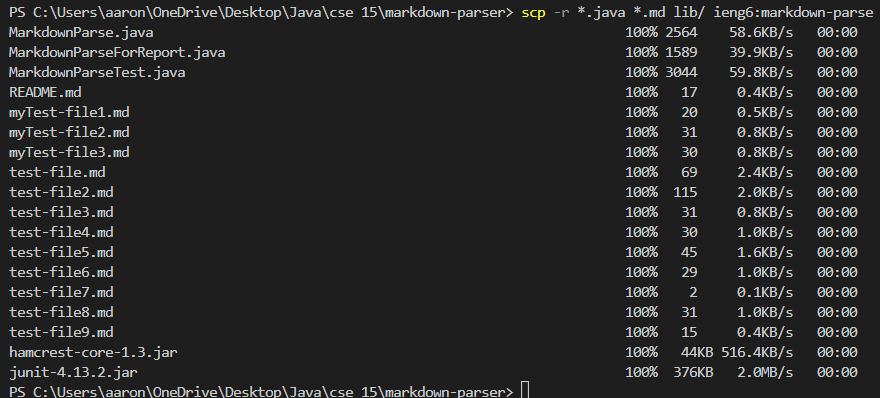 PS C:\Users\aaron\OneDrive\Desktop\Java\cse 15\markdown-parser> scp -r *.java *.md lib/ ieng6:markdown-parse
MarkdownParse.java 100% 2564 58.6KB/s 00:00
MarkdownParseForReport.java 100% 1589 39.9KB/s 00:00
MarkdownParseTest.java 100% 3044 59.8KB/s 00:00
README.md 100% 17 0.4KB/s 00:00
myTest-file1.md 100% 20 0.5KB/s 00:00
myTest-file2.md 100% 31 0.8KB/s 00:00
myTest-file3.md 100% 30 0.8KB/s 00:00
test-file.md 100% 69 2.4KB/s 00:00
test-file2.md 100% 115 2.0KB/s 00:00
test-file3.md 100% 31 0.8KB/s 00:00
test-file4.md 100% 30 1.0KB/s 00:00
test-file5.md 100% 45 1.6KB/s 00:00
test-file6.md 100% 29 1.0KB/s 00:00
test-file7.md 100% 2 0.1KB/s 00:00
test-file8.md 100% 31 1.0KB/s 00:00
test-file9.md 100% 15 0.4KB/s 00:00
hamcrest-core-1.3.jar 100% 44KB 516.4KB/s 00:00
junit-4.13.2.jar 100% 376KB 2.0MB/s 00:00
PS C:\Users\aaron\OneDrive\Desktop\Java\cse 15\markdown-parser>